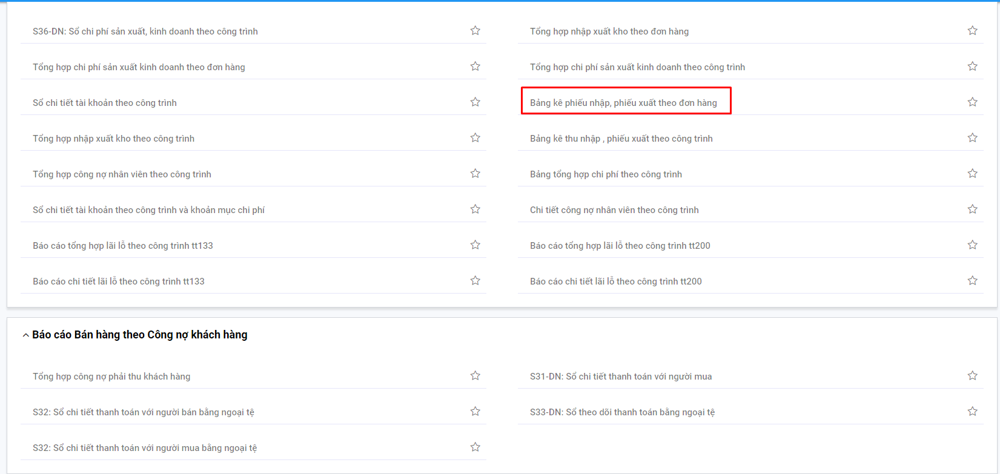 S36-DN: Sổ chi phí sản xuất, kinh doanh theo công trình
Tổng hợp nhập xuất kho theo đơn hàng
Tổng hợp chi phí sản xuất kinh doanh theo đơn hàng
Tổng hợp chi phí sản xuất kinh doanh theo công trình
Sổ chi tiết tài khoản theo công trình
Bảng kê phiếu nhập, phiếu xuất theo đơn hàng
Tổng hợp nhập xuất kho theo công trình
Bảng kê thu nhập , phiếu xuất theo công trình
Tổng hợp công nợ nhân viên theo công trình
Bảng tổng hợp chi phí theo công trình
Sổ chi tiết tài khoản theo công trình và khoản mục chi phí
Chi tiết công nợ nhân viên theo công trình
Báo cáo tổng hợp lãi lỗ theo công trình tt133
Báo cáo tổng hợp lãi lỗ theo công trình tt200
Báo cáo chi tiết lãi lỗ theo công trình tt133
Báo cáo chi tiết lãi lỗ theo công trình tt200
Báo cáo Bán hàng theo Công nợ khách hàng
Tổng hợp công nợ phải thu khách hàng
S31-DN: Sổ chi tiết thanh toán với người mua
S32: Sổ chi tiết thanh toán với người bán bằng ngoại tệ
S33-DN: Sổ theo dõi thanh toán bằng ngoại tệ
S32: Sổ chi tiết thanh toán với người mua bằng ngoại tệ